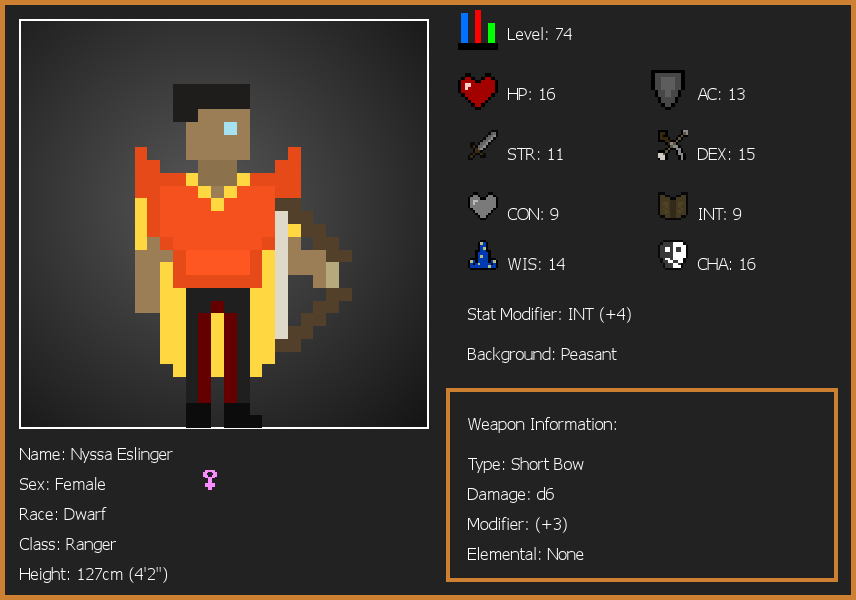 Level: 74
HP: 16
AC: 13
STR: 11
DEX: 15
CON: 9
INT: 9
WIS: 14
CHA: 16
Stat Modifier: INT (+4)
Background: Peasant
Weapon Information:
Type: Short Bow
Damage: d6
Modifier: (+3)
Elemental: None
Name: Nyssa Eslinger
Sex: Female
Race: Dwarf
Class: Ranger
Height: 127cm (4'2")